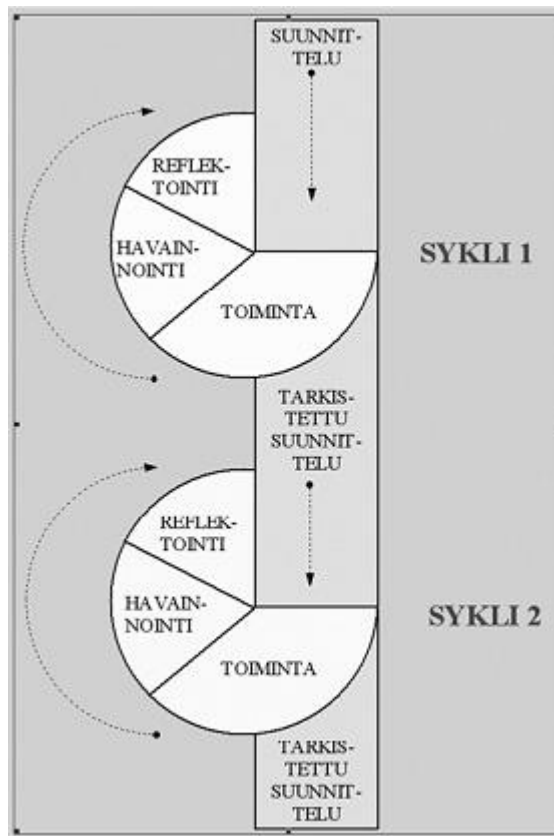 SUUNNIT-
TELU
REFLEK-
TOINTI
HAVAIN-
NOINTI
TOIMINTA
SYKLI 1
TARKIS-
TETTU
SUUNNIT-
TELU
REFLEK-
TOINTI
HAVAIN-
NOINTI
TOIMINTA
SYKLI 2
TARKIS-
TETTU
SUUNNIT-
TELU